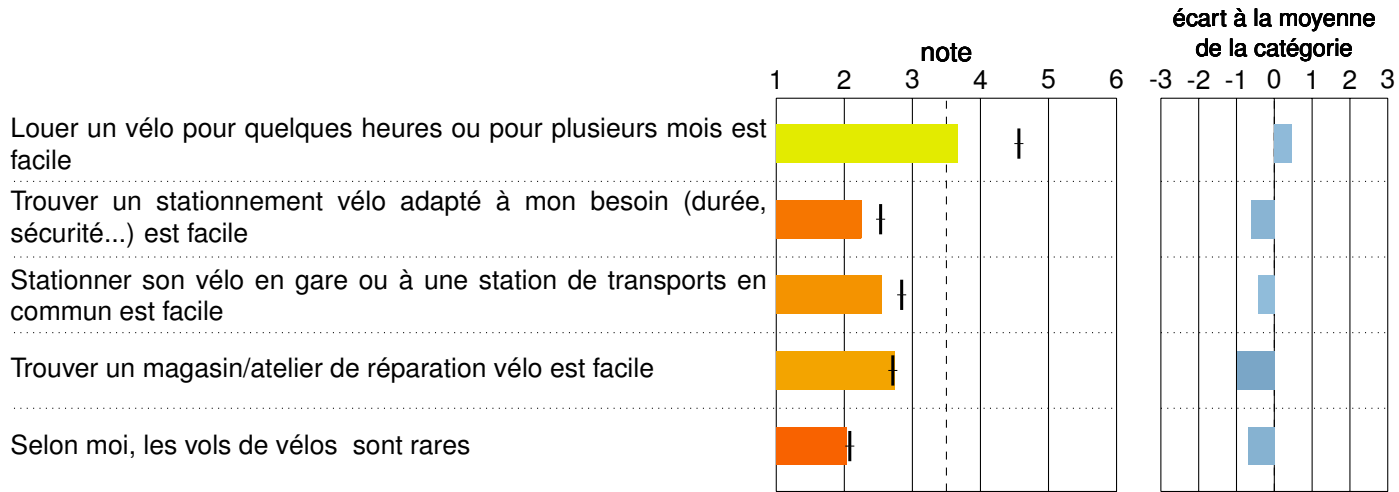 écart à la moyenne
de la catégorie
note
1 2 3 4 5 6
-3 -2 -1 0 1 2 3
Louer un vélo pour quelques heures ou pour plusieurs mois est
facile
Trouver un stationnement vélo adapté à mon besoin (durée,
sécurité...) est facile
Stationner son vélo en gare ou à une station de transports en
commun est facile
Trouver un magasin/atelier de réparation vélo est facile
Selon moi, les vols de vélos sont rares